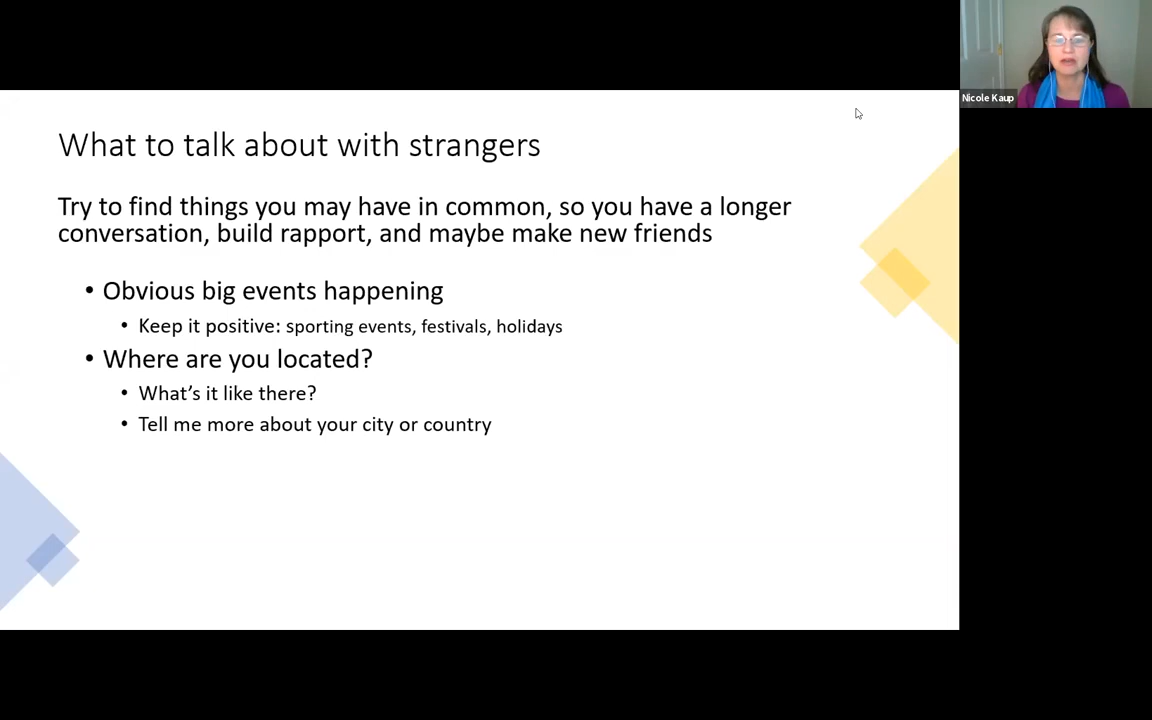 Nicole Kaup
What to talk about with strangers
Try to find things you may have in common, so you have a longer
conversation, build rapport, and maybe make new friends
• Obvious big events happening
• Keep it positive: sporting events, festivals, holidays
• Where are you located?
• What's it like there?
• Tell me more about your city or country